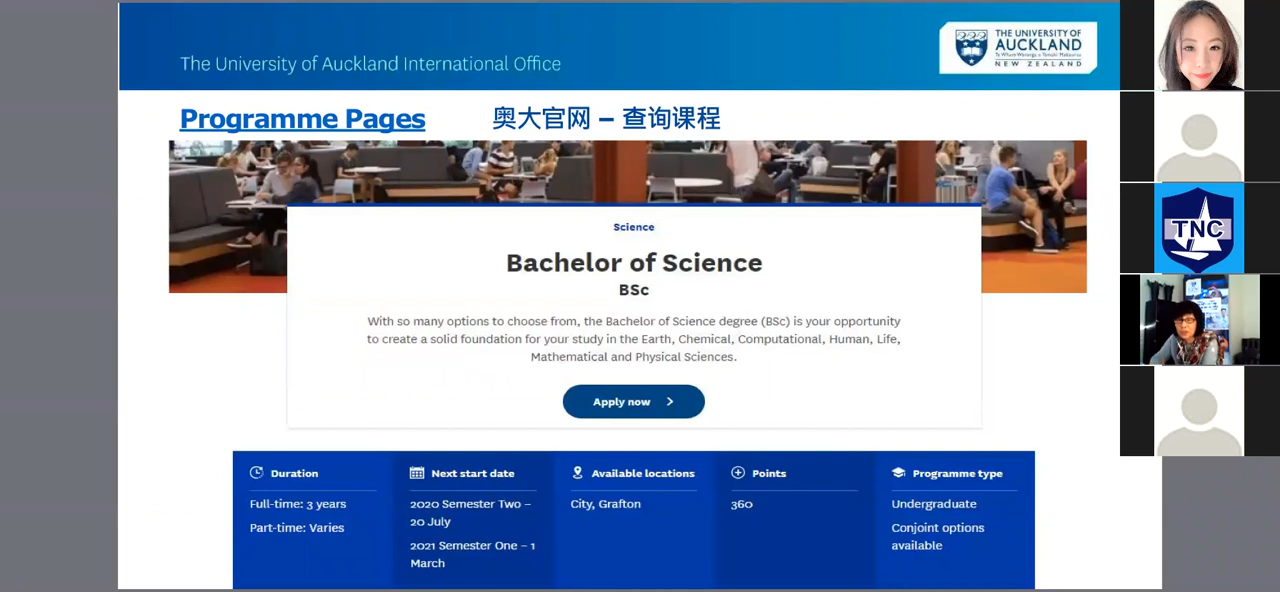 The University of Auckland International Office
THE UNIVERSITY OF
AUCKLAND
Te Whare Wānanga o Tāmaki Makaurau
NEW ZEALAND
Programme Pages 奥大官网 – 查询课程
Science
Bachelor of Science
BSc
With so many options to choose from, the Bachelor of Science degree (BSc) is your opportunity
to create a solid foundation for your study in the Earth, Chemical, Computational, Human, Life,
Mathematical and Physical Sciences.
Apply now
Duration
Full-time: 3 years
Part-time: Varies
Next start date
2020 Semester Two –
20 July
2021 Semester One – 1
March
Available locations
City, Grafton
Points
360
Programme type
Undergraduate
Conjoint options
available
TNC